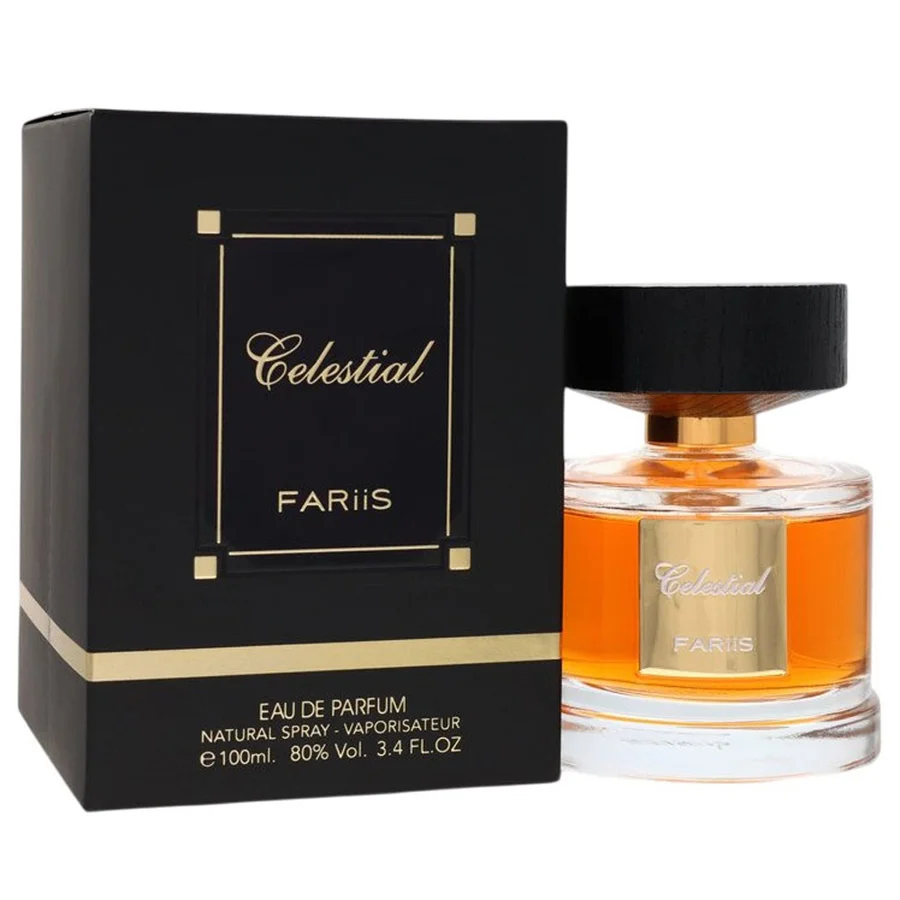 Celestial
FARiiS
EAU DE PARFUM
NATURAL SPRAY - VAPORISATEUR
℮100ml. 80% Vol. 3.4 FL.OZ
Celestial
FARiiS